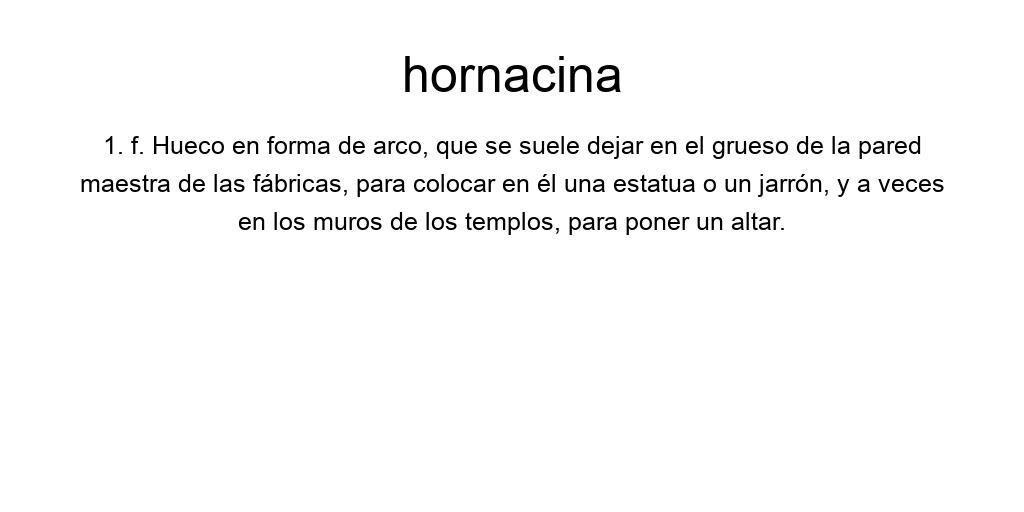 hornacina
1. f. Hueco en forma de arco, que se suele dejar en el grueso de la pared
maestra de las fábricas, para colocar en él una estatua o un jarrón, y a veces
en los muros de los templos, para poner un altar.